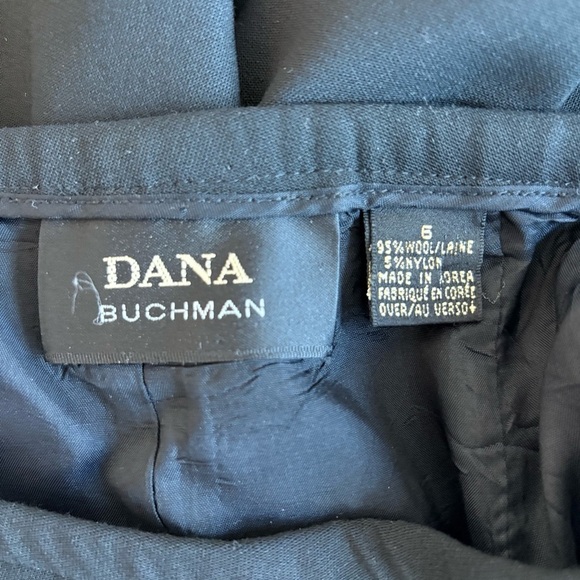 DANA
BUCHMAN
6
95% WOOL/LAINE
5% NYLON
MADE IN KOREA
FABRIQUÉ EN CORÉE
OVER/AU VERSO↓